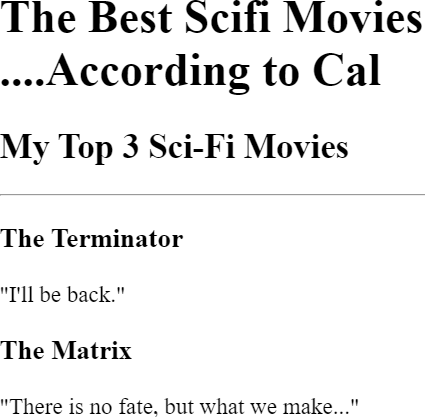 The Best Scifi Movies
....According to Cal
My Top 3 Sci-Fi Movies
The Terminator
"I'll be back."
The Matrix
"There is no fate, but what we make..."